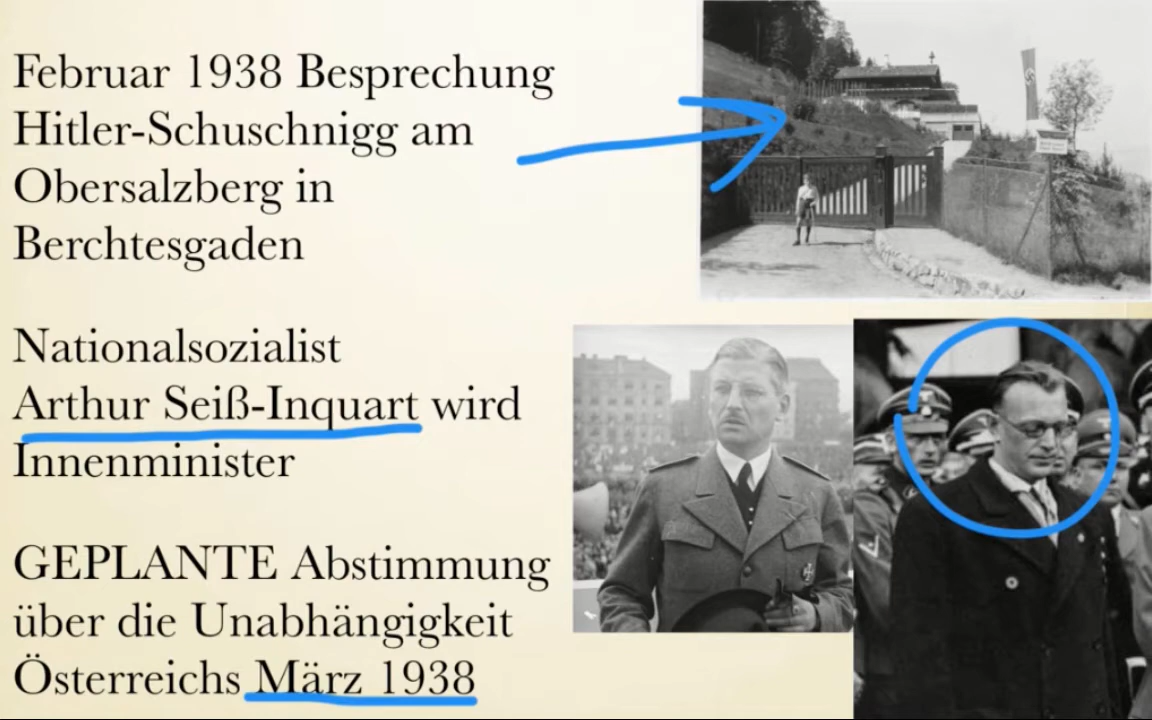 Februar 1938 Besprechung
Hitler-Schuschnigg am
Obersalzberg in
Berchtesgaden
Nationalsozialist
Arthur Seiß-Inquart wird
Innenminister
GEPLANTE Abstimmung
über die Unabhängigkeit
Österreichs März 1938